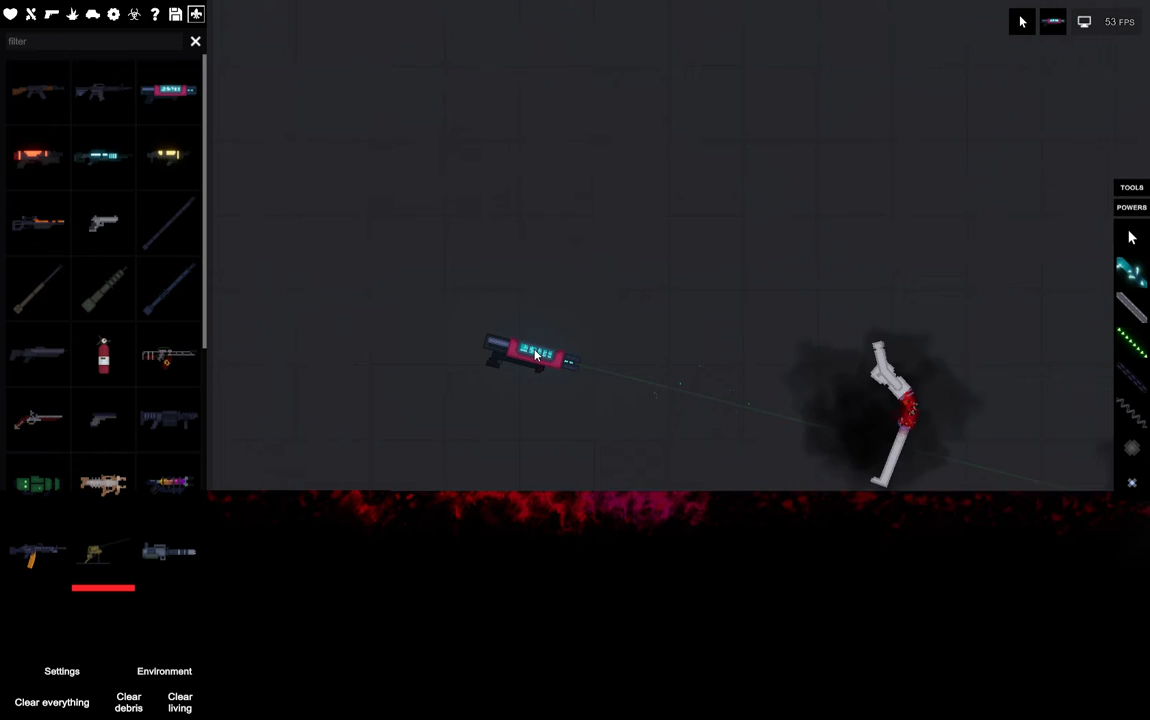 53 FPS
filter
TOOLS
POWERS
Settings
Environment
Clear everything
Clear
debris
Clear
living